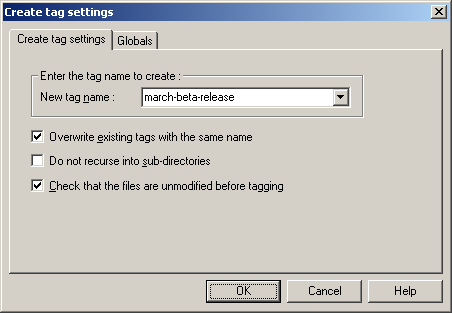 Create tag settings
Create tag settings
Globals
Enter the tag name to create :
New tag name :
march-beta-release
Overwrite existing tags with the same name
Do not recurse into sub-directories
Check that the files are unmodified before tagging
OK
Cancel
Help